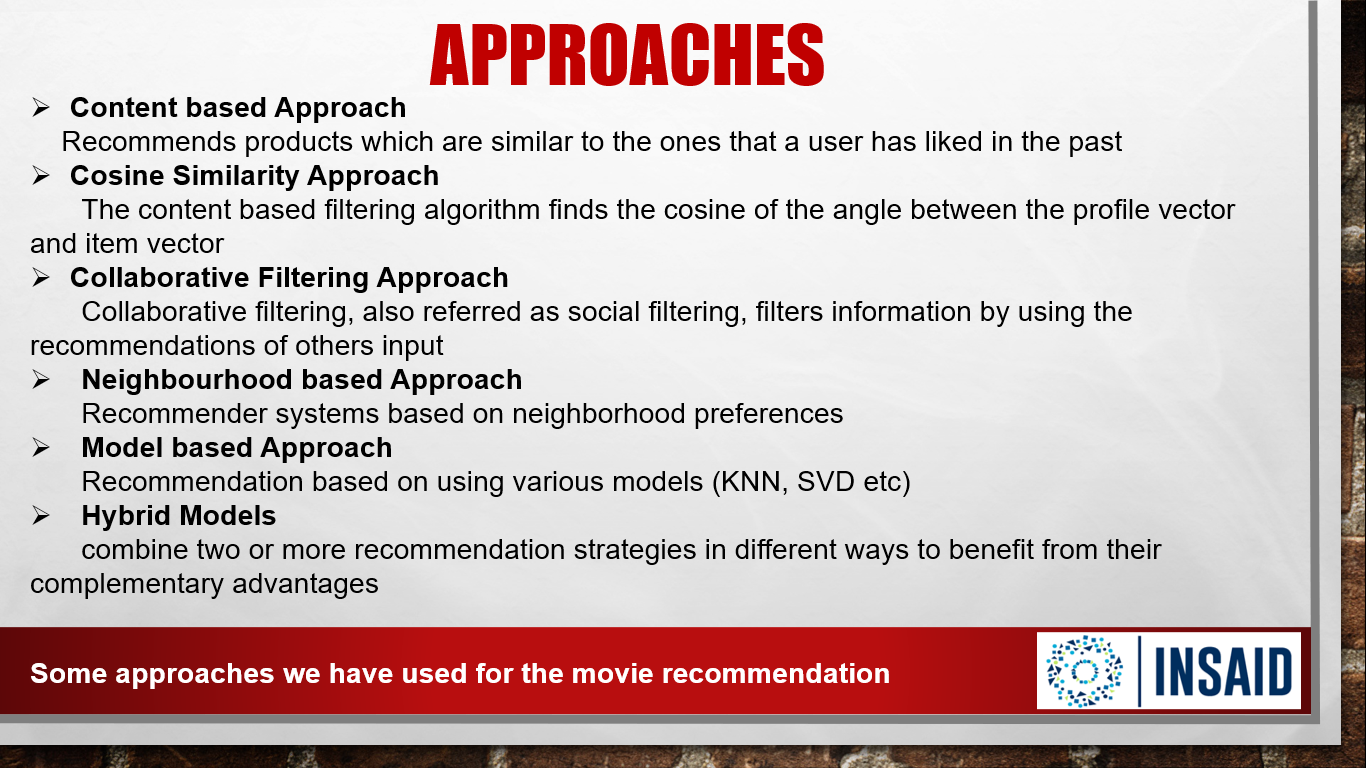 APPROACHES
➢ Content based Approach
Recommends products which are similar to the ones that a user has liked in the past
➢ Cosine Similarity Approach
The content based filtering algorithm finds the cosine of the angle between the profile vector
and item vector
➢ Collaborative Filtering Approach
Collaborative filtering, also referred as social filtering, filters information by using the
recommendations of others input
➢ Neighbourhood based Approach
Recommender systems based on neighborhood preferences
➢ Model based Approach
Recommendation based on using various models (KNN, SVD etc)
➢ Hybrid Models
combine two or more recommendation strategies in different ways to benefit from their
complementary advantages
Some approaches we have used for the movie recommendation
INSAID